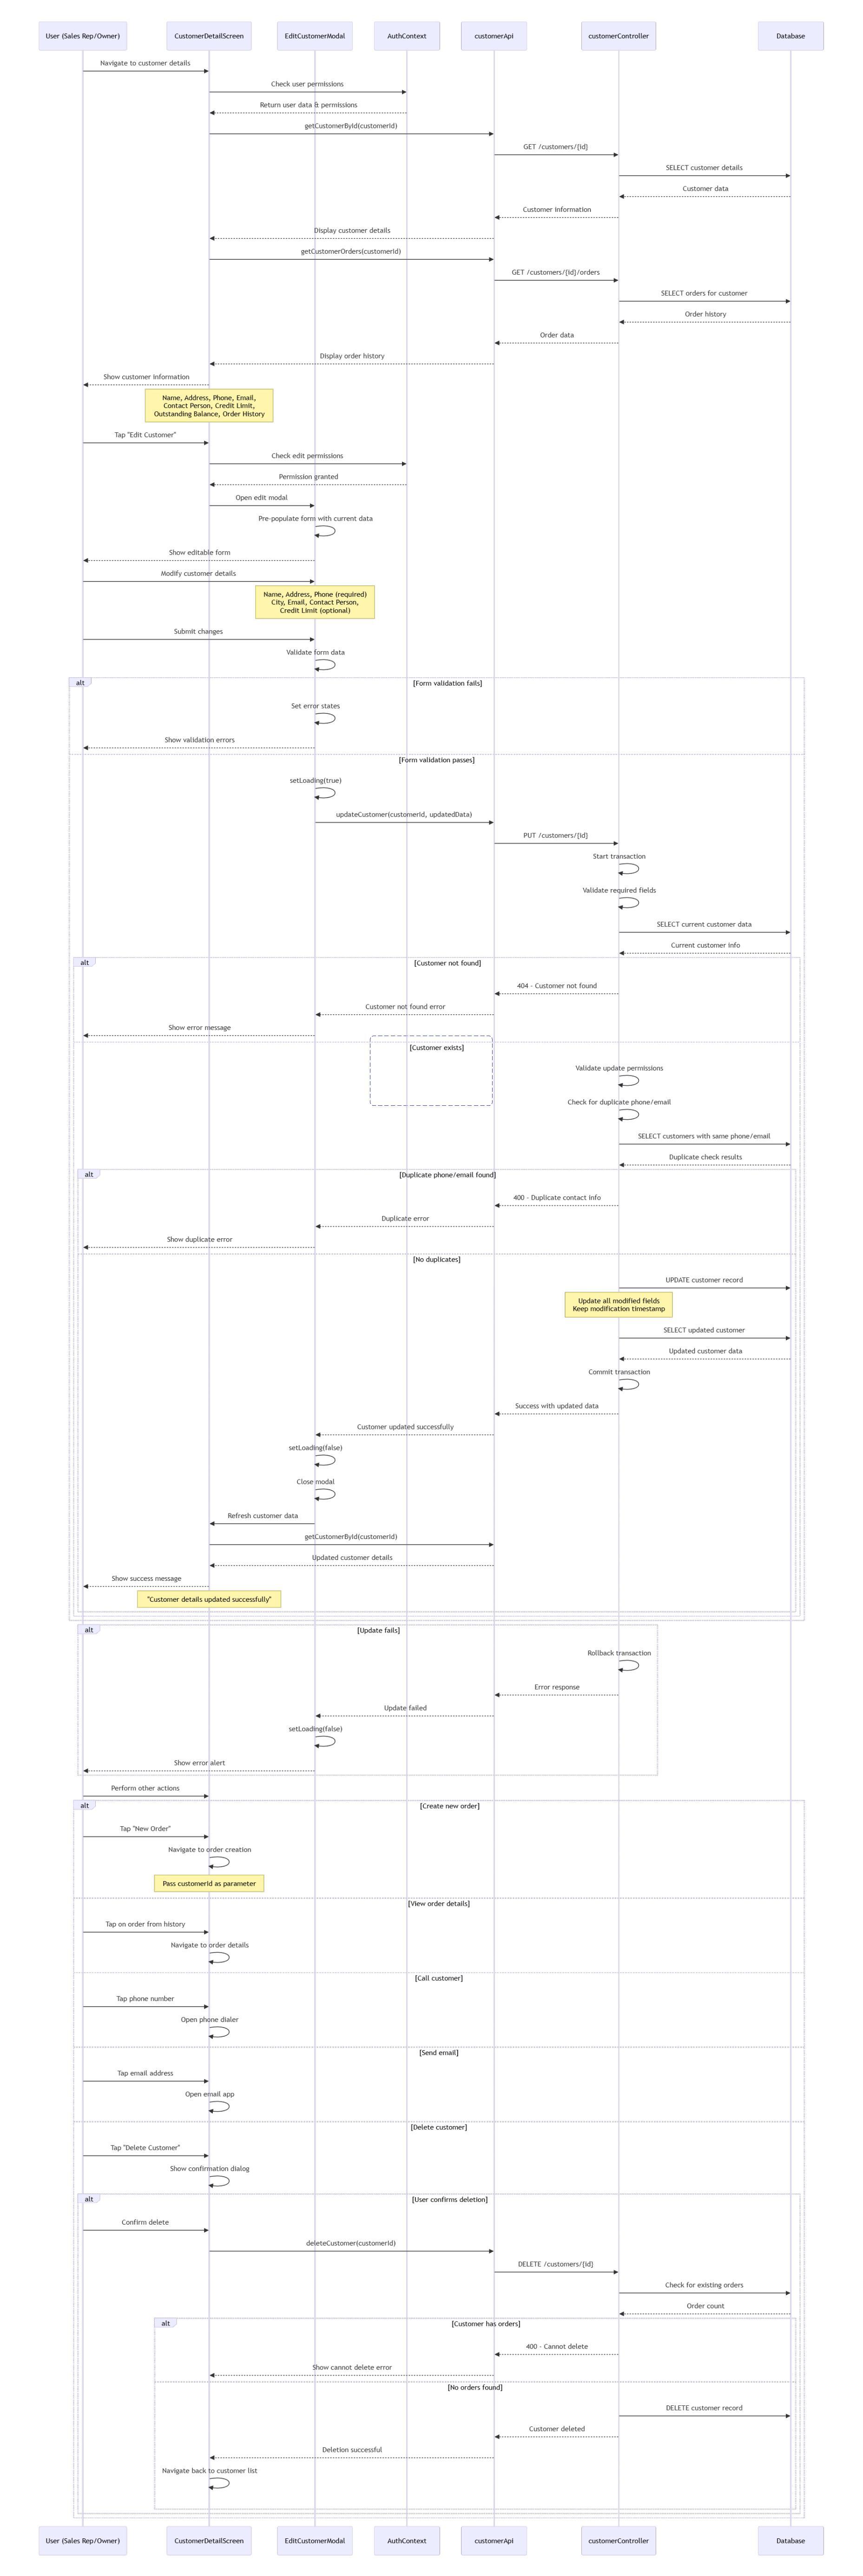 User (Sales Rep/Owner)
CustomerDetailScreen
EditCustomerModal
AuthContext
customerApi
customerController
Database
Navigate to customer details
Check user permissions
Return user data & permissions
getCustomerById(customerId)
GET /customers/[id]
SELECT customer details
Customer data
Customer information
Display customer details
getCustomerOrders(customerId)
GET /customers/[id]/orders
SELECT orders for customer
Order history
Order data
Display order history
Show customer information
Name, Address, Phone, Email,
Contact Person, Credit Limit,
Outstanding Balance, Order History
Tap "Edit Customer"
Check edit permissions
Permission granted
Open edit modal
Pre-populate form with current data
Show editable form
Modify customer details
Name, Address, Phone (required)
City, Email, Contact Person,
Credit Limit (optional)
Submit changes
Validate form data
alt
[Form validation fails]
Set error states
Show validation errors
[Form validation passes]
setLoading(true)
updateCustomer(customerId, updatedData)
PUT /customers/[id]
Start transaction
Validate required fields
SELECT current customer data
Current customer info
alt
[Customer not found]
404 - Customer not found
Customer not found error
Show error message
[Customer exists]
Validate update permissions
Check for duplicate phone/email
SELECT customers with same phone/email
Duplicate check results
alt
[Duplicate phone/email found]
400 - Duplicate contact info
Duplicate error
Show duplicate error
[No duplicates]
UPDATE customer record
Update all modified fields
Keep modification timestamp
SELECT updated customer
Updated customer data
Commit transaction
Success with updated data
Customer updated successfully
setLoading(false)
Close modal
Refresh customer data
getCustomerById(customerId)
Updated customer details
Show success message
"Customer details updated successfully"
alt
[Update fails]
Rollback transaction
Error response
Update failed
setLoading(false)
Show error alert
Perform other actions
alt
[Create new order]
Tap "New Order"
Navigate to order creation
Pass customerId as parameter
[View order details]
Tap on order from history
Navigate to order details
[Call customer]
Tap phone number
Open phone dialer
[Send email]
Tap email address
Open email app
[Delete customer]
Tap "Delete Customer"
Show confirmation dialog
alt
[User confirms deletion]
Confirm delete
deleteCustomer(customerId)
DELETE /customers/[id]
Check for existing orders
Order count
alt
[Customer has orders]
400 - Cannot delete
Show cannot delete error
[No orders found]
DELETE customer record
Customer deleted
Deletion successful
Navigate back to customer list
User (Sales Rep/Owner)
CustomerDetailScreen
EditCustomerModal
AuthContext
customerApi
customerController
Database